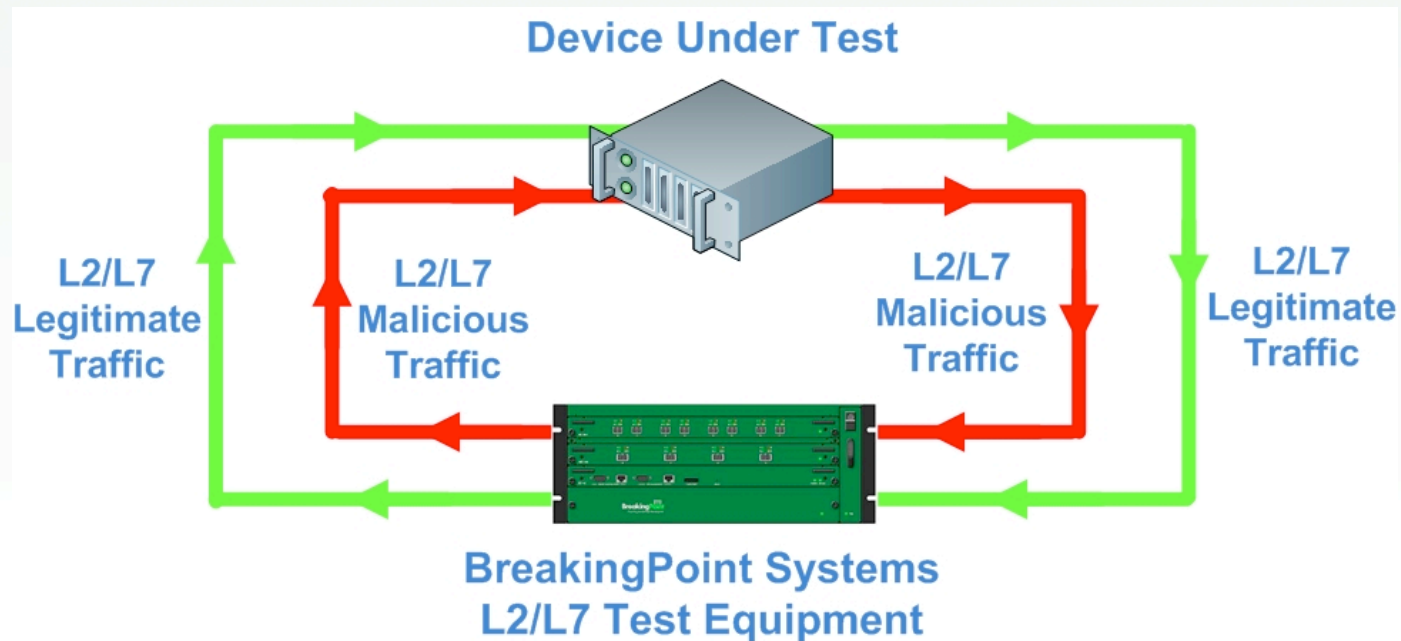 Device Under Test
L2/L7
Legitimate
Traffic
L2/L7
Malicious
Traffic
L2/L7
Malicious
Traffic
L2/L7
Legitimate
Traffic
BreakingPoint
BreakingPoint Systems
L2/L7 Test Equipment